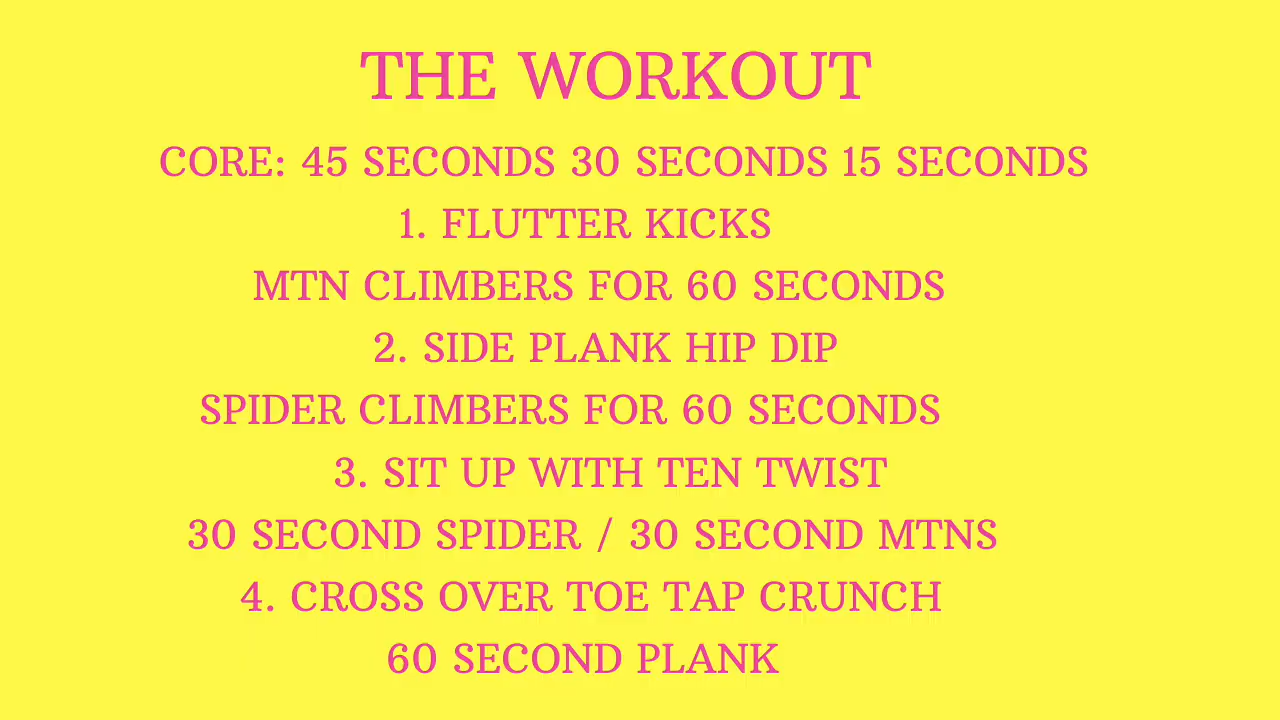 THE WORKOUT
CORE: 45 SECONDS 30 SECONDS 15 SECONDS
1. FLUTTER KICKS
MTN CLIMBERS FOR 60 SECONDS
2. SIDE PLANK HIP DIP
SPIDER CLIMBERS FOR 60 SECONDS
3. SIT UP WITH TEN TWIST
30 SECOND SPIDER / 30 SECOND MTNS
4. CROSS OVER TOE TAP CRUNCH
60 SECOND PLANK